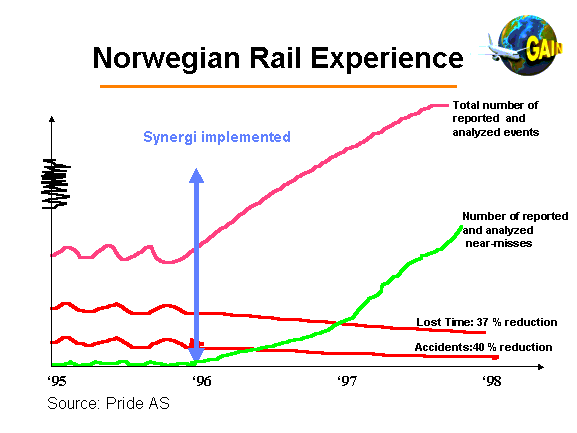 Norwegian Rail Experience
GAIN
Total number of
reported and
analyzed events
Synergi implemented
Number of reported
and analyzed
near-misses
Lost Time: 37 % reduction
Accidents:40 % reduction
‘95
‘96
‘97
‘98
Source: Pride AS